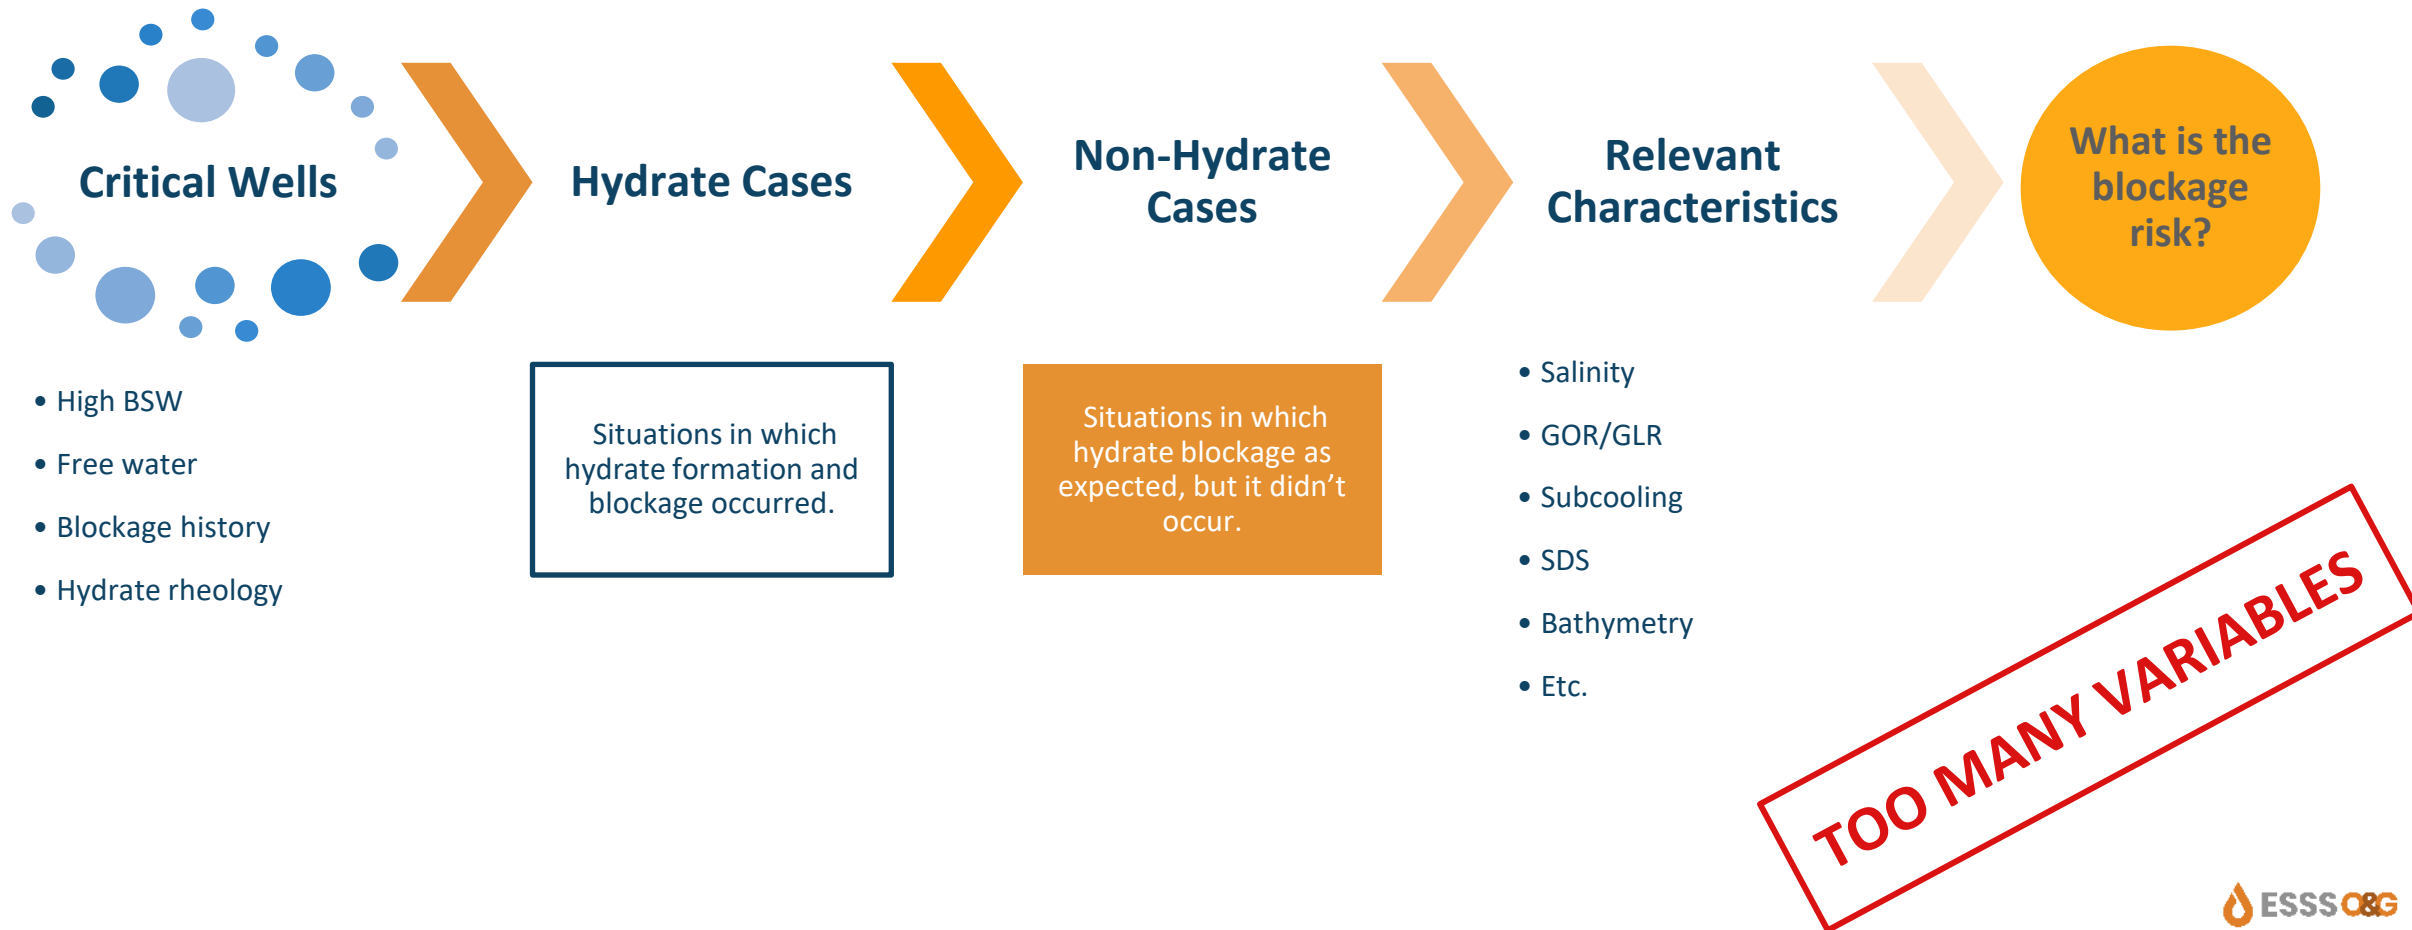 Critical Wells
• High BSW
• Free water
• Blockage history
• Hydrate rheology
Hydrate Cases
Situations in which
hydrate formation and
blockage occurred.
Non-Hydrate
Cases
Situations in which
hydrate blockage as
expected, but it didn’t
occur.
Relevant
Characteristics
• Salinity
• GOR/GLR
• Subcooling
• SDS
• Bathymetry
• Etc.
What is the
blockage
risk?
TOO MANY VARIABLES
ESSS O&G